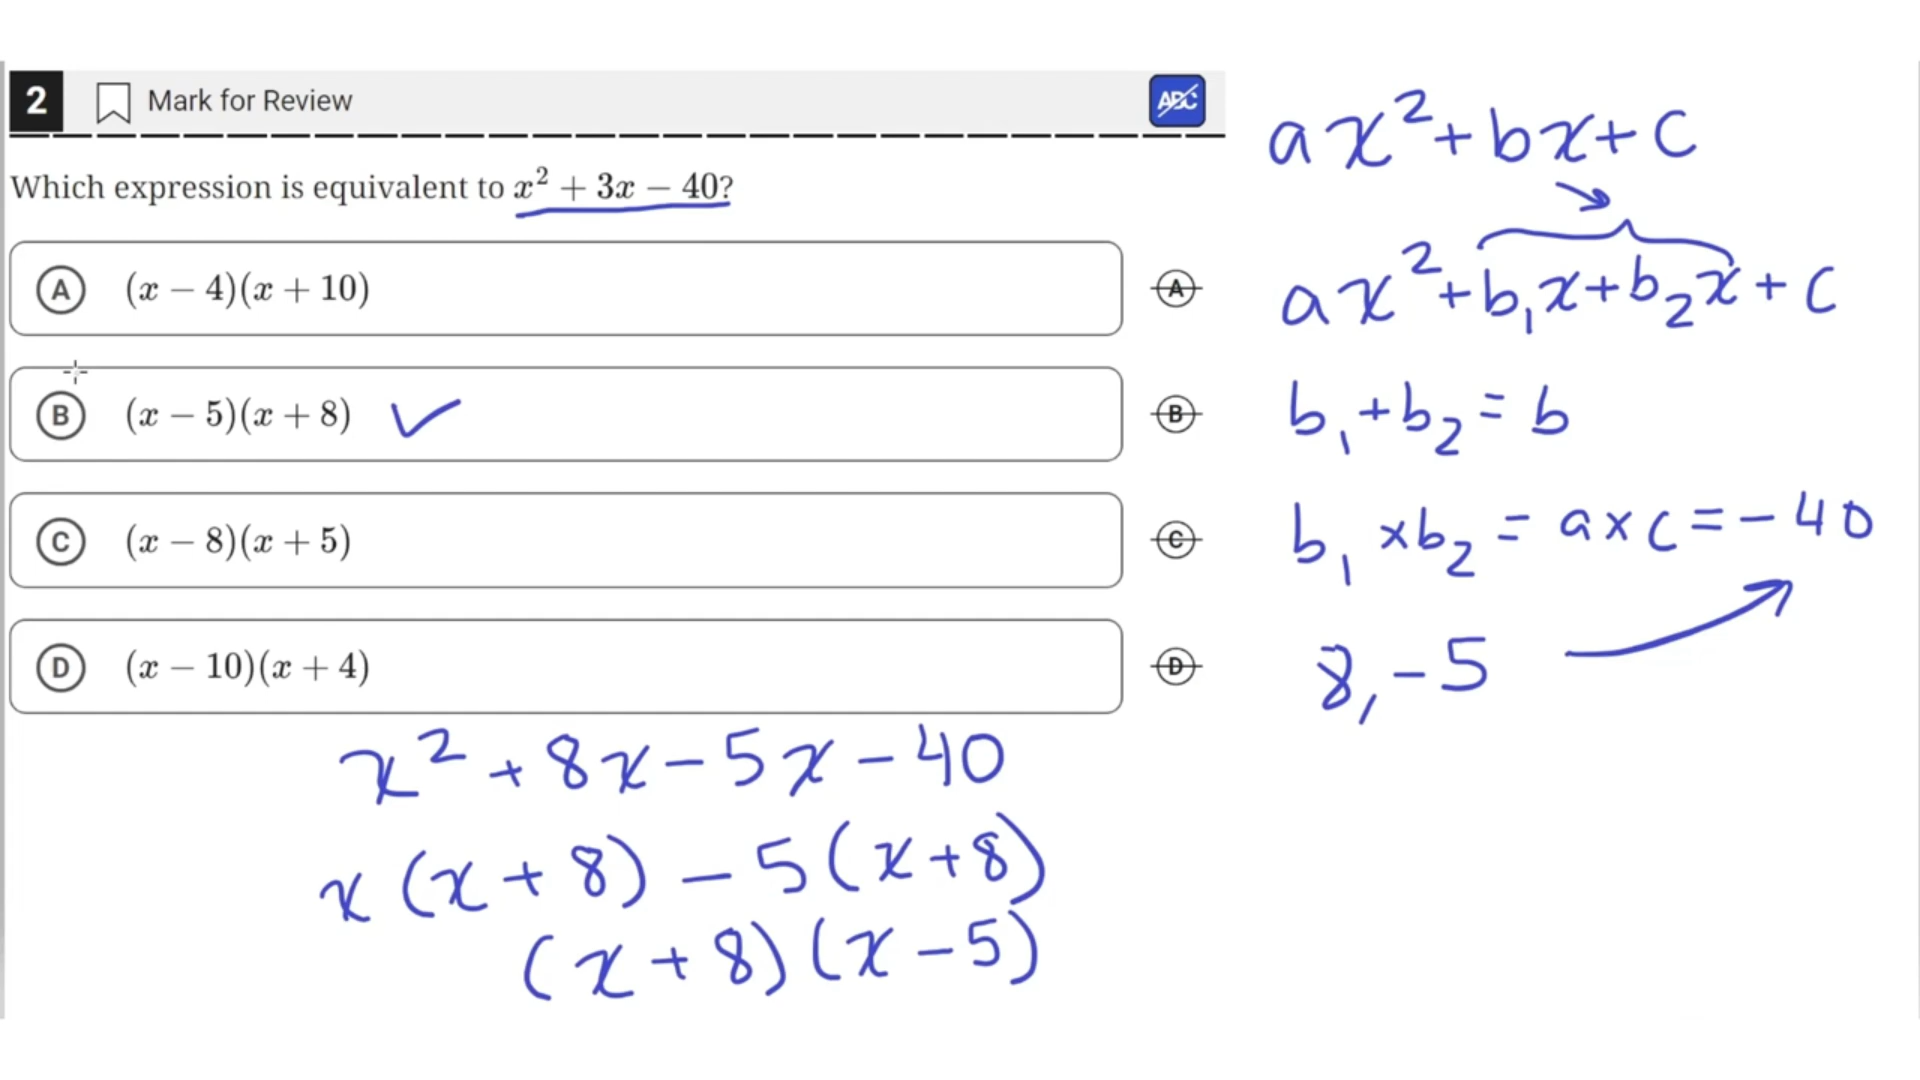 2 Mark for Review ABC
Which expression is equivalent to x² + 3x − 40?
A (x − 4)(x + 10) A
B (x − 5)(x + 8) ✓ B
C (x − 8)(x + 5) C
D (x − 10)(x + 4) D
x² + 8x − 5x − 40
x(x + 8) − 5(x + 8)
(x + 8)(x − 5)
ax² + bx + c
ax² + b₁x + b₂x + c
b₁ + b₂ = b
b₁ × b₂ = a × c = −40
8, −5